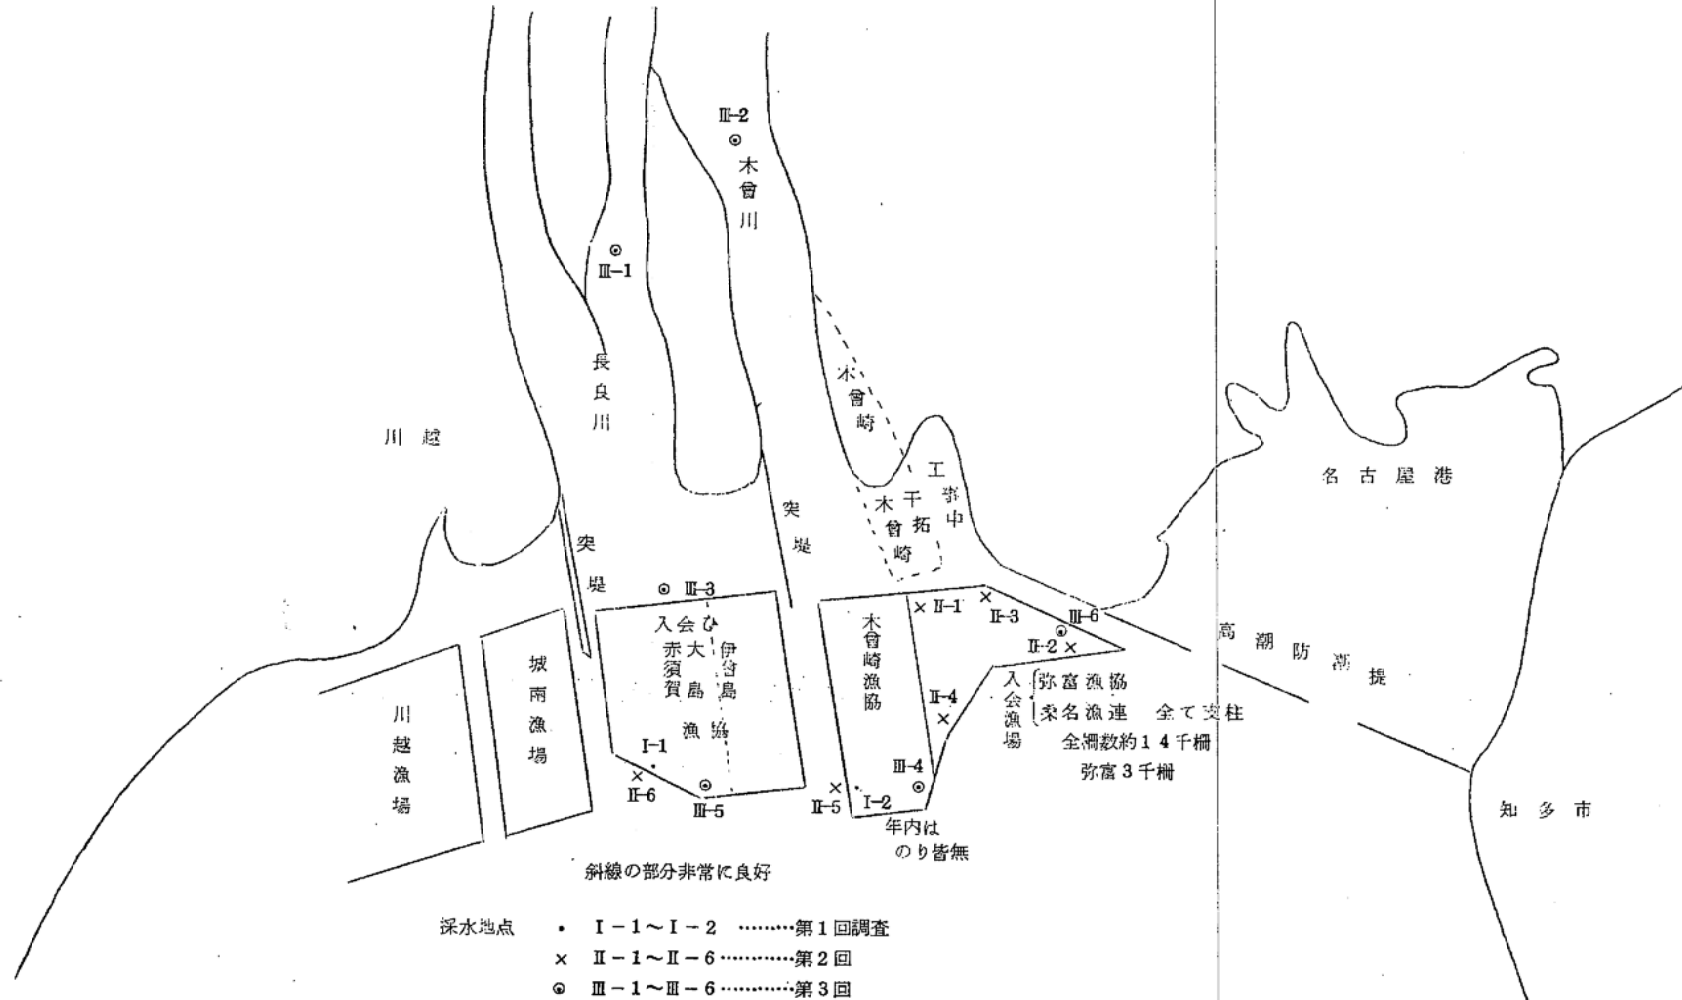 Ⅲ-2
木曾川
Ⅲ-1
長良川
木曾崎
川越
名古屋港
工事中
木曾崎
干拓
突堤
突堤
Ⅲ-3
Ⅱ-1
Ⅱ-3
Ⅲ-6
Ⅱ-2
高潮防潮堤
入会ひ
赤須賀
大島
伊曾島
漁協
木曾崎漁協
城南漁場
川越漁場
入会漁場
弥富漁協
桑名漁連 全て支柱
全網数約14千柵
弥富3千柵
Ⅱ-4
Ⅰ-1
Ⅱ-6
Ⅲ-5
Ⅱ-5
Ⅰ-2
Ⅲ-4
年内は
のり皆無
知多市
斜線の部分非常に良好
採水地点 ・ Ⅰ-1～Ⅰ-2 ………第1回調査
× Ⅱ-1～Ⅱ-6…………第2回
◉ Ⅲ-1～Ⅲ-6…………第3回